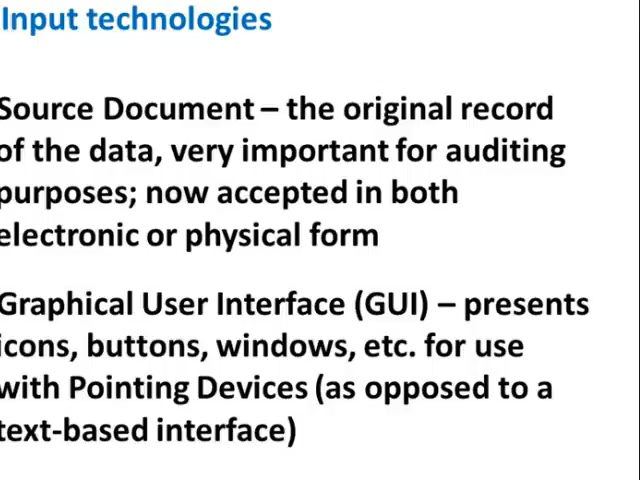 Input technologies
Source Document – the original record
of the data, very important for auditing
purposes; now accepted in both
electronic or physical form
Graphical User Interface (GUI) – presents
icons, buttons, windows, etc. for use
with Pointing Devices (as opposed to a
text-based interface)